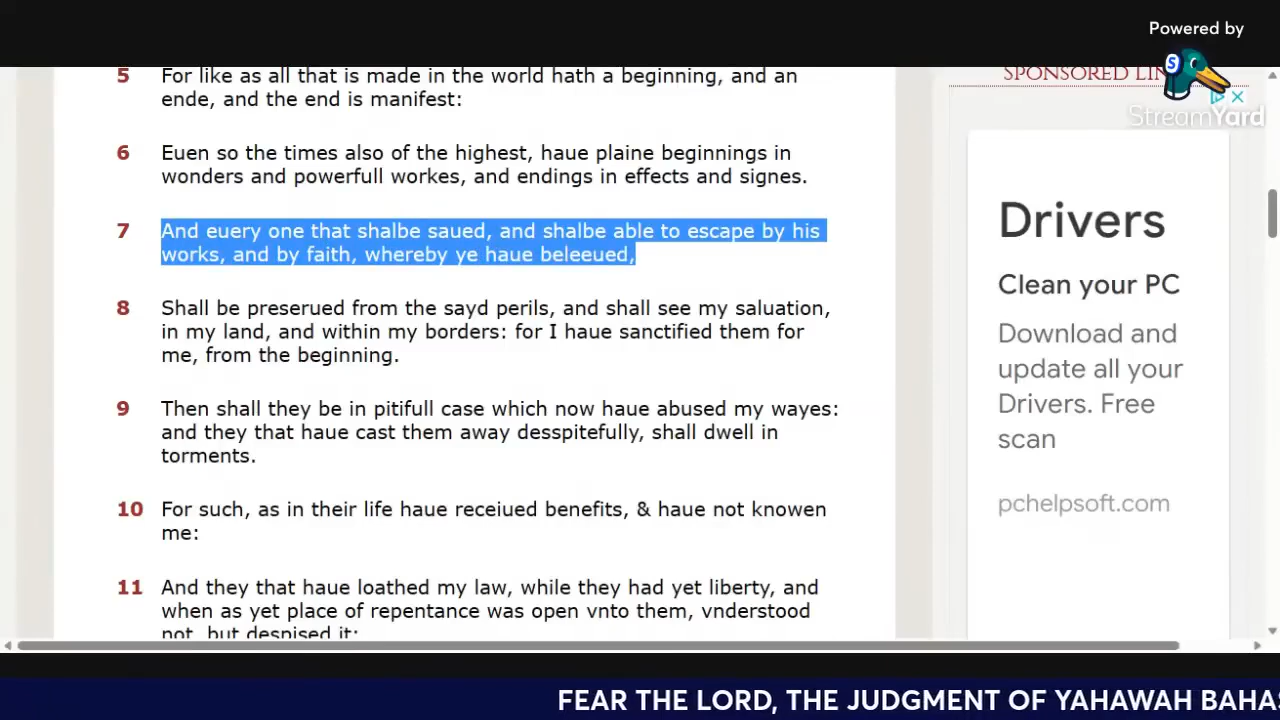 Powered by
StreamYard
5 For like as all that is made in the world hath a beginning, and an
ende, and the end is manifest:
6 Euen so the times also of the highest, haue plaine beginnings in
wonders and powerfull workes, and endings in effects and signes.
7 And euery one that shalbe saued, and shalbe able to escape by his
works, and by faith, whereby ye haue beleeued,
8 Shall be preserued from the sayd perils, and shall see my saluation,
in my land, and within my borders: for I haue sanctified them for
me, from the beginning.
9 Then shall they be in pitifull case which now haue abused my wayes:
and they that haue cast them away desspitefully, shall dwell in
torments.
10 For such, as in their life haue receiued benefits, & haue not knowen
me:
11 And they that haue loathed my law, while they had yet liberty, and
when as yet place of repentance was open vnto them, vnderstood
not, but despised it:
SPONSORED
Drivers
Clean your PC
Download and
update all your
Drivers. Free
scan
pchelpsoft.com
FEAR THE LORD, THE JUDGMENT OF YAHAWAH BAHAS